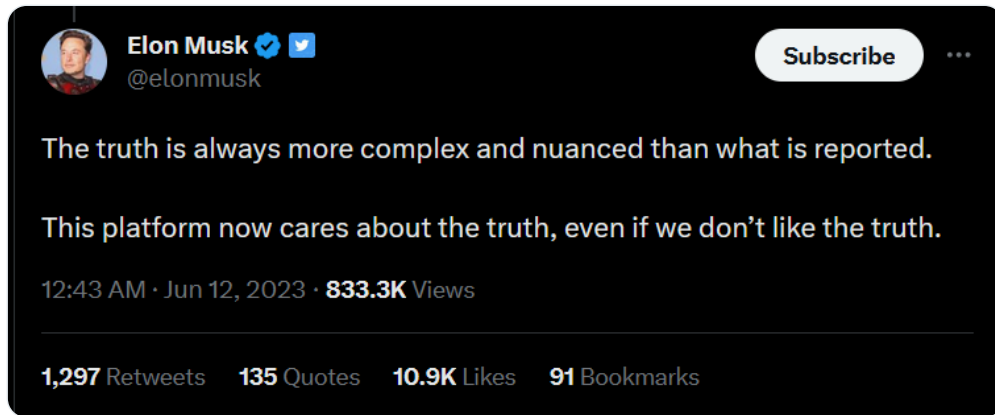 Elon Musk
@elonmusk
Subscribe
The truth is always more complex and nuanced than what is reported.
This platform now cares about the truth, even if we don’t like the truth.
12:43 AM · Jun 12, 2023 · 833.3K Views
1,297 Retweets 135 Quotes 10.9K Likes 91 Bookmarks